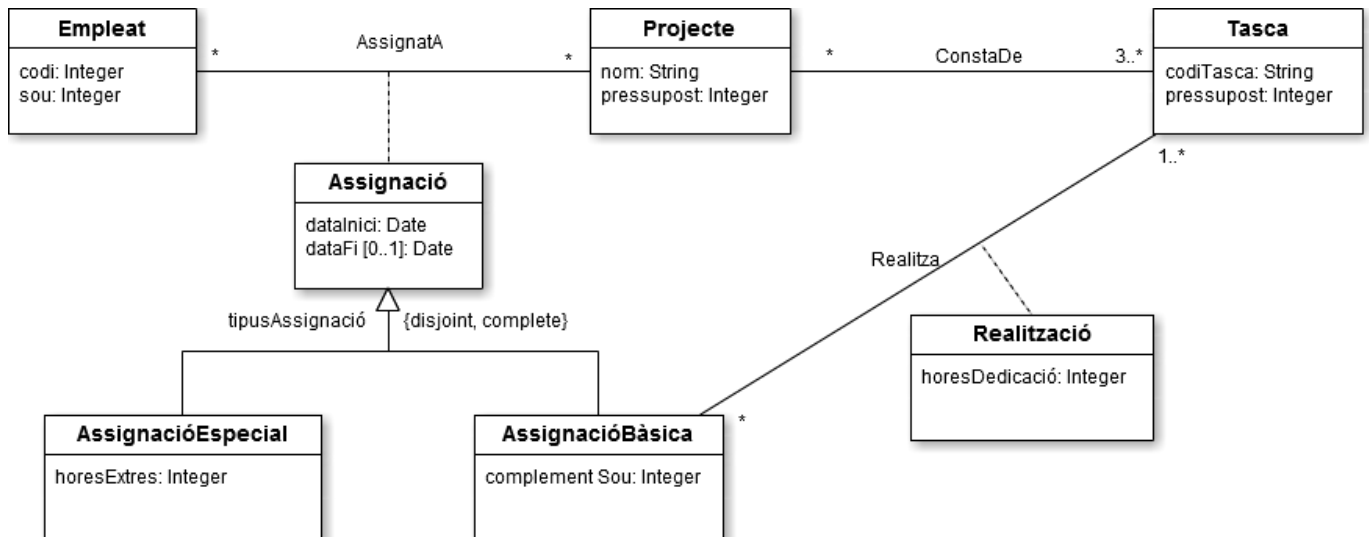 Empleat
codi: Integer
sou: Integer
*
AssignatA
*
Projecte
nom: String
pressupost: Integer
*
ConstaDe
3..*
Tasca
codiTasca: String
pressupost: Integer
1..*
Assignació
dataInici: Date
dataFi [0..1]: Date
Realitza
tipusAssignació
{disjoint, complete}
Realització
horesDedicació: Integer
AssignacióEspecial
horesExtres: Integer
AssignacióBàsica
complement Sou: Integer
*